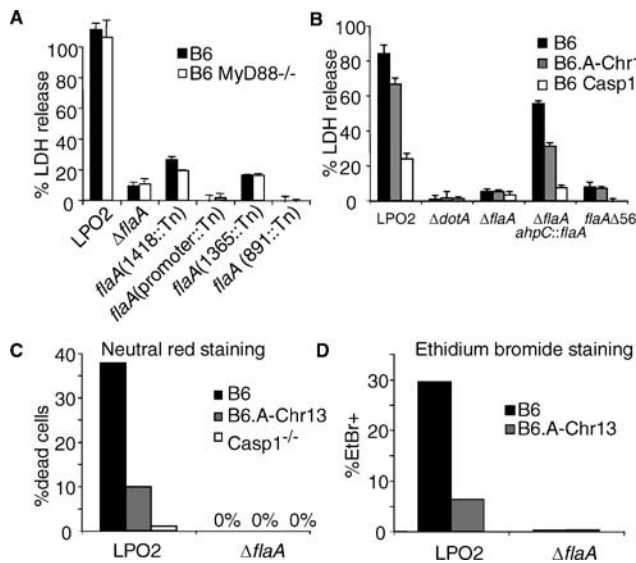 A
B6
B6 MyD88-/-
% LDH release
100
80
60
40
20
0
LPO2
ΔflaA
flaA(1418::Tn)
flaA(promoter::Tn)
flaA(1365::Tn)
flaA (891::Tn)
B
B6
B6.A-Chr1
B6 Casp1
% LDH release
100
80
60
40
20
0
LPO2
ΔdotA
ΔflaA
ΔflaA
ahpC::flaA
flaAΔ56
C
Neutral red staining
B6
B6.A-Chr13
Casp1-/-
%dead cells
40
30
20
10
0
0% 0% 0%
LPO2
ΔflaA
D
Ethidium bromide staining
B6
B6.A-Chr13
%EtBr+
30
20
10
0
LPO2
ΔflaA